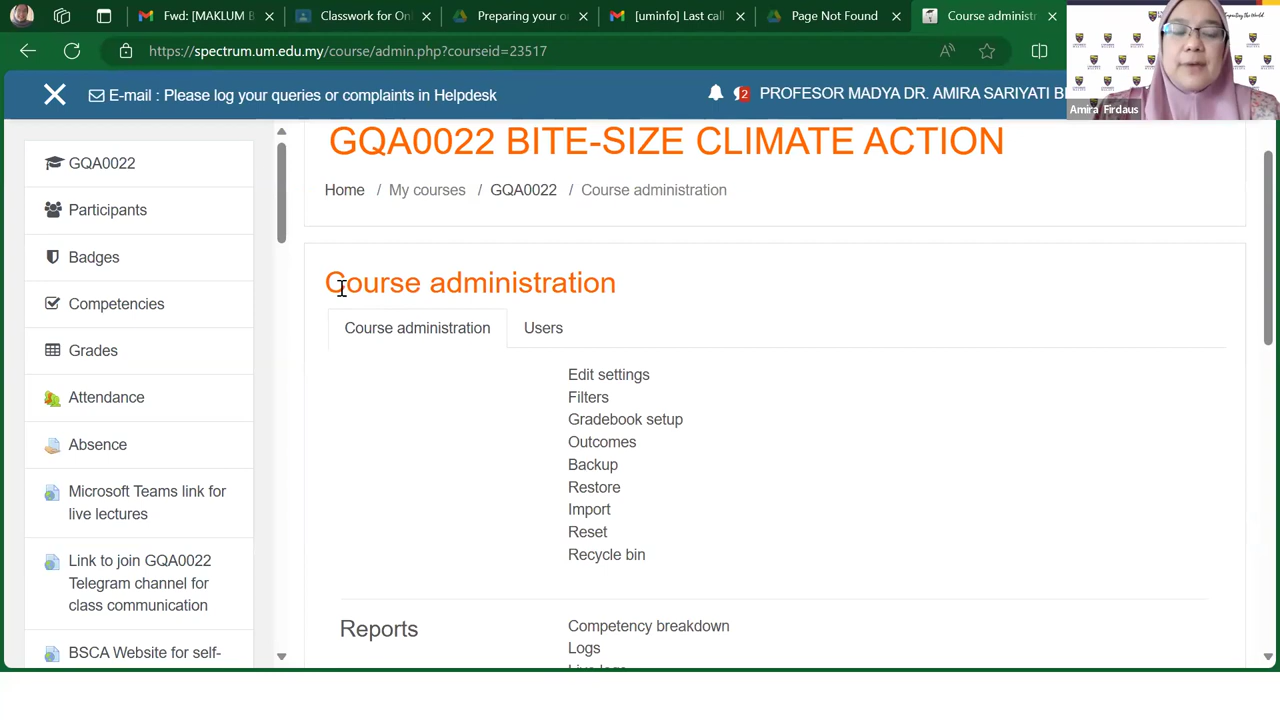 Fwd: [MAKLUM B
Classwork for Onl
Preparing your o
[uminfo] Last call
Page Not Found
Course administr
https://spectrum.um.edu.my/course/admin.php?courseid=23517
E-mail : Please log your queries or complaints in Helpdesk
2
PROFESOR MADYA DR. AMIRA SARIYATI BI
Amira Firdaus
GQA0022
Participants
Badges
Competencies
Grades
Attendance
Absence
Microsoft Teams link for
live lectures
Link to join GQA0022
Telegram channel for
class communication
BSCA Website for self-
GQA0022 BITE-SIZE CLIMATE ACTION
Home / My courses / GQA0022 / Course administration
Course administration
Course administration
Users
Edit settings
Filters
Gradebook setup
Outcomes
Backup
Restore
Import
Reset
Recycle bin
Reports
Competency breakdown
Logs